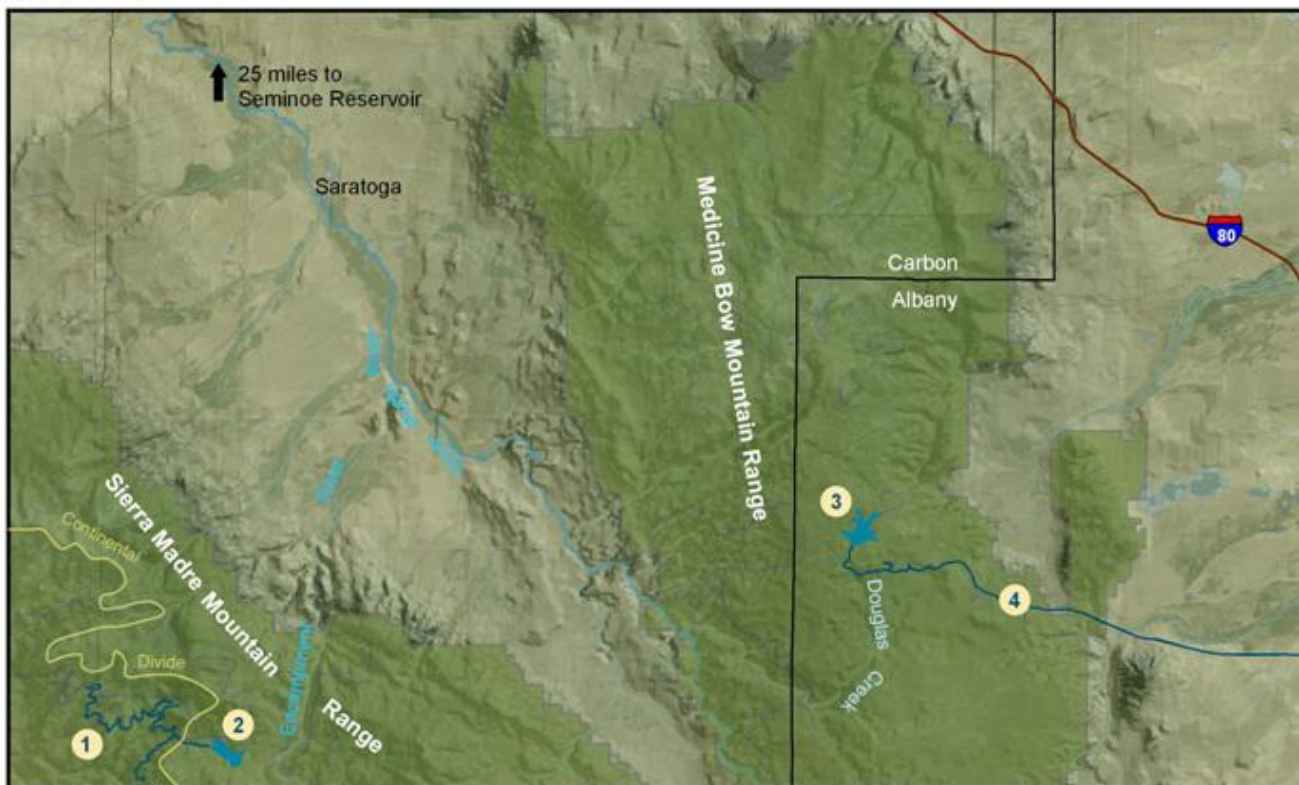 25 miles to
Seminoe Reservoir
Saratoga
80
Medicine Bow Mountain Range
Carbon
Albany
Sierra Madre Mountain Range
Continental
Divide
Encampment
3
4
Douglas
Creek
1
2